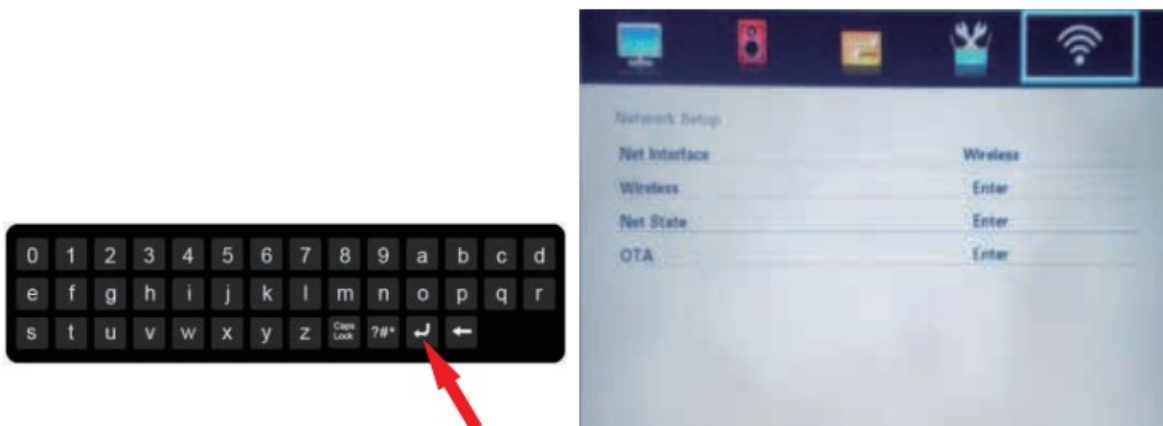 0 1 2 3 4 5 6 7 8 9 a b c d
e f g h i j k l m n o p q r
s t u v w x y z Caps Lock ?#*
Network Setup
Net Interface Wireless
Wireless Enter
Net State Enter
OTA Enter